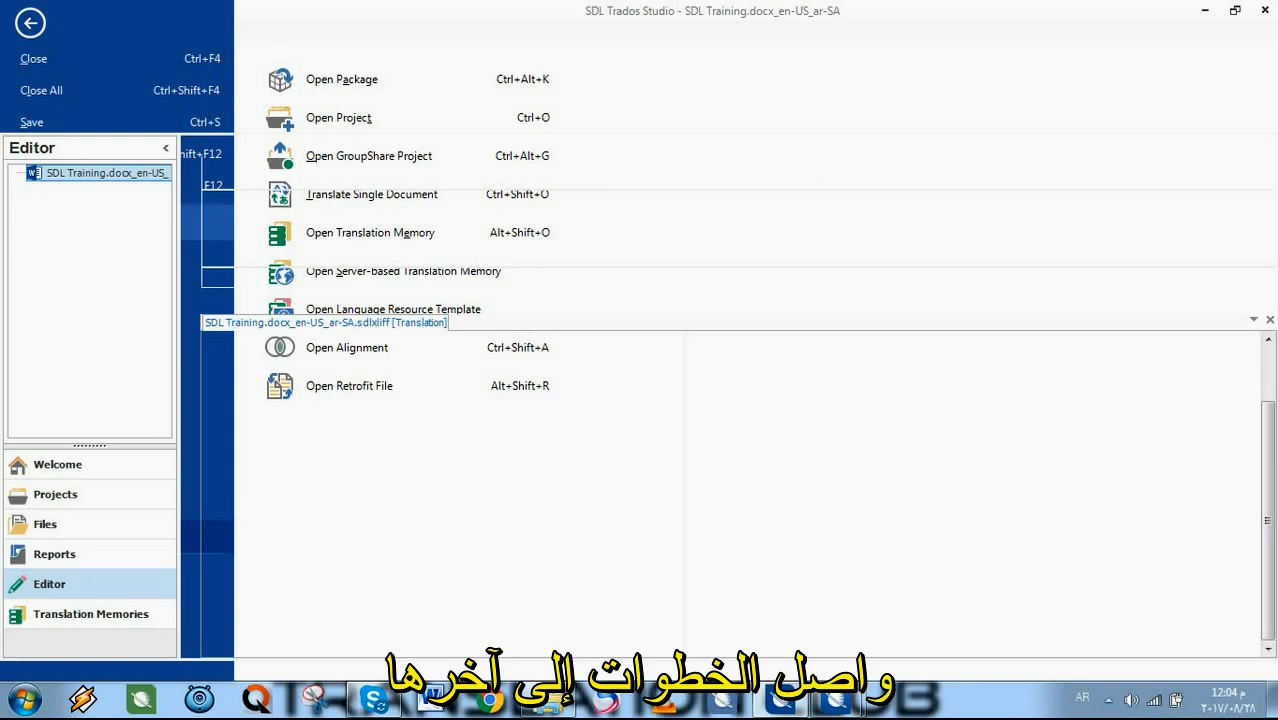 SDL Trados Studio - SDL Training.docx_en-US_ar-SA
Close Ctrl+F4
Close All Ctrl+Shift+F4
Save Ctrl+S
Editor
hift+F12
F12
SDL Training.docx_en-US_
Welcome
Projects
Files
Reports
Editor
Translation Memories
Open Package Ctrl+Alt+K
Open Project Ctrl+O
Open GroupShare Project Ctrl+Alt+G
Translate Single Document Ctrl+Shift+O
Open Translation Memory Alt+Shift+O
Open Server-based Translation Memory
Open Language Resource Template
SDL Training.docx_en-US_ar-SA.sdlxliff [Translation]
Open Alignment Ctrl+Shift+A
Open Retrofit File Alt+Shift+R
واصل الخطوات إلى آخرها
AR
12:04 م
٢٠١٧/٠٨/٢٨